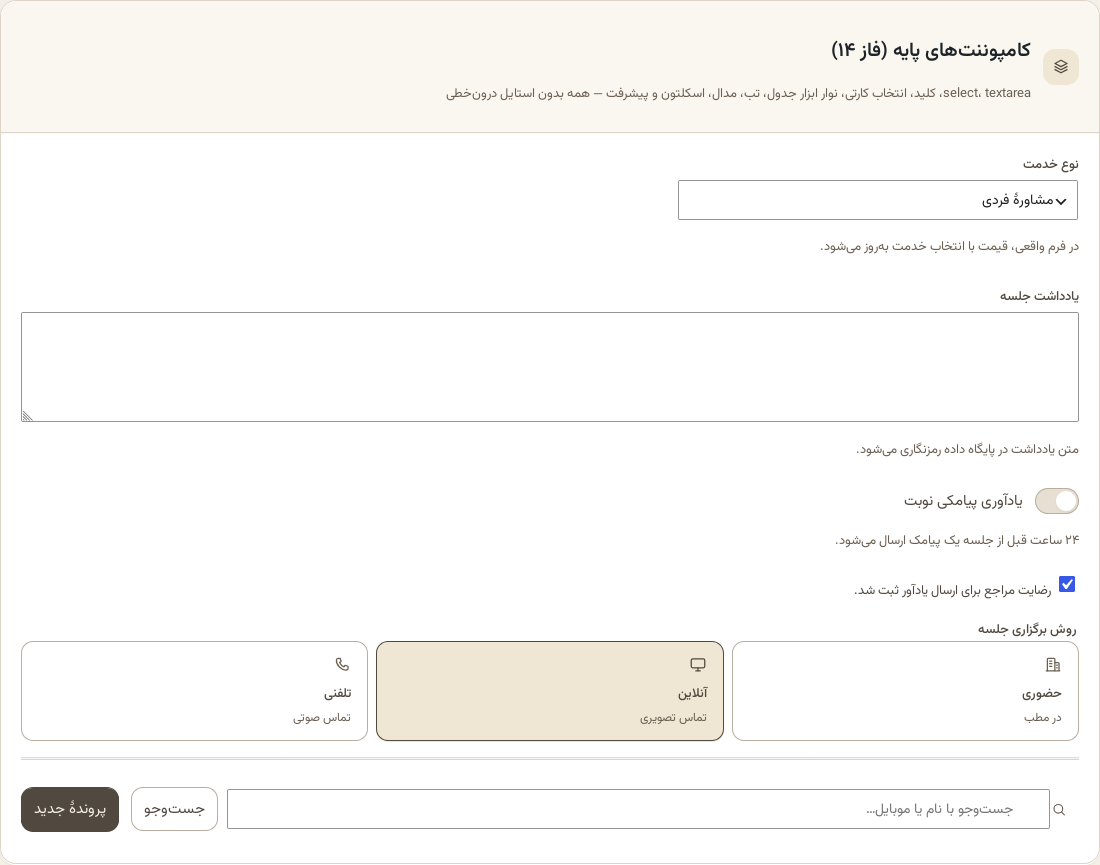 کامپوننت‌های پایه (فاز ۱۴)
select، textarea، کلید، انتخاب کارتی، نوار ابزار جدول، تب، مدال، اسکلتون و پیشرفت — همه بدون استایل درون‌خطی
نوع خدمت
مشاورهٔ فردی
در فرم واقعی، قیمت با انتخاب خدمت به‌روز می‌شود.
یادداشت جلسه
متن یادداشت در پایگاه داده رمزنگاری می‌شود.
یادآوری پیامکی نوبت
۲۴ ساعت قبل از جلسه یک پیامک ارسال می‌شود.
رضایت مراجع برای ارسال یادآور ثبت شد.
روش برگزاری جلسه
حضوری
در مطب
آنلاین
تماس تصویری
تلفنی
تماس صوتی
جست‌وجو با نام یا موبایل…
جست‌وجو
پروندهٔ جدید